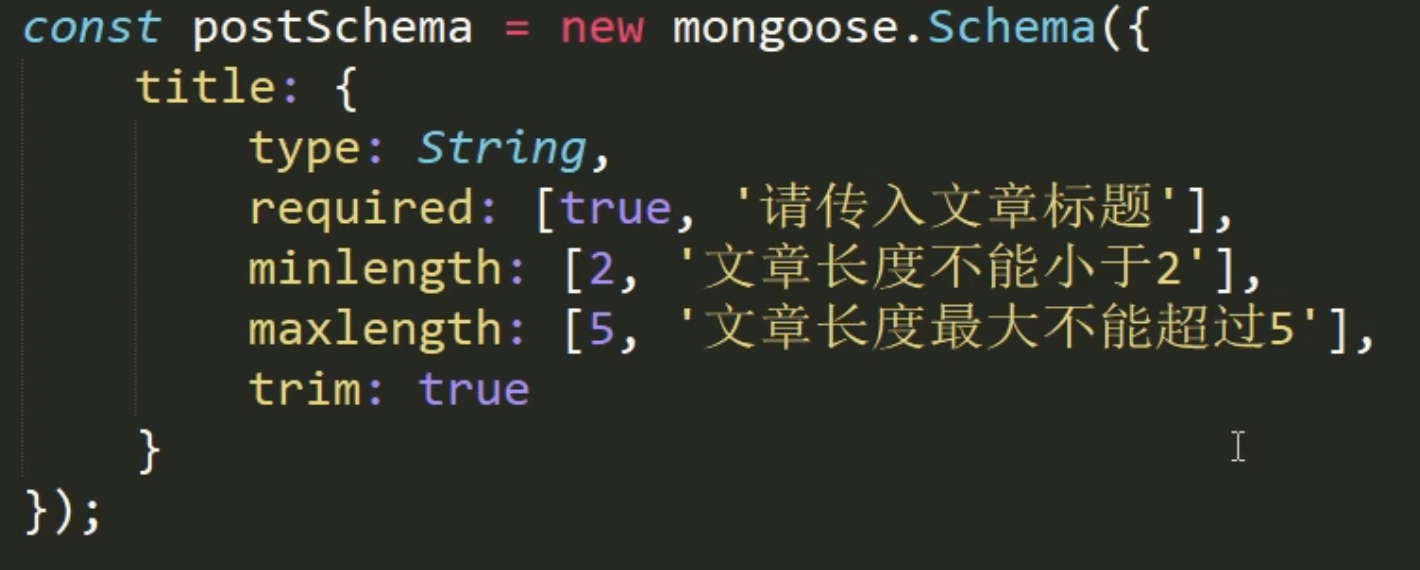 const postSchema = new mongoose.Schema({
    title: {
        type: String,
        required: [true, '请传入文章标题'],
        minlength: [2, '文章长度不能小于2'],
        maxlength: [5, '文章长度最大不能超过5'],
        trim: true
    }
});